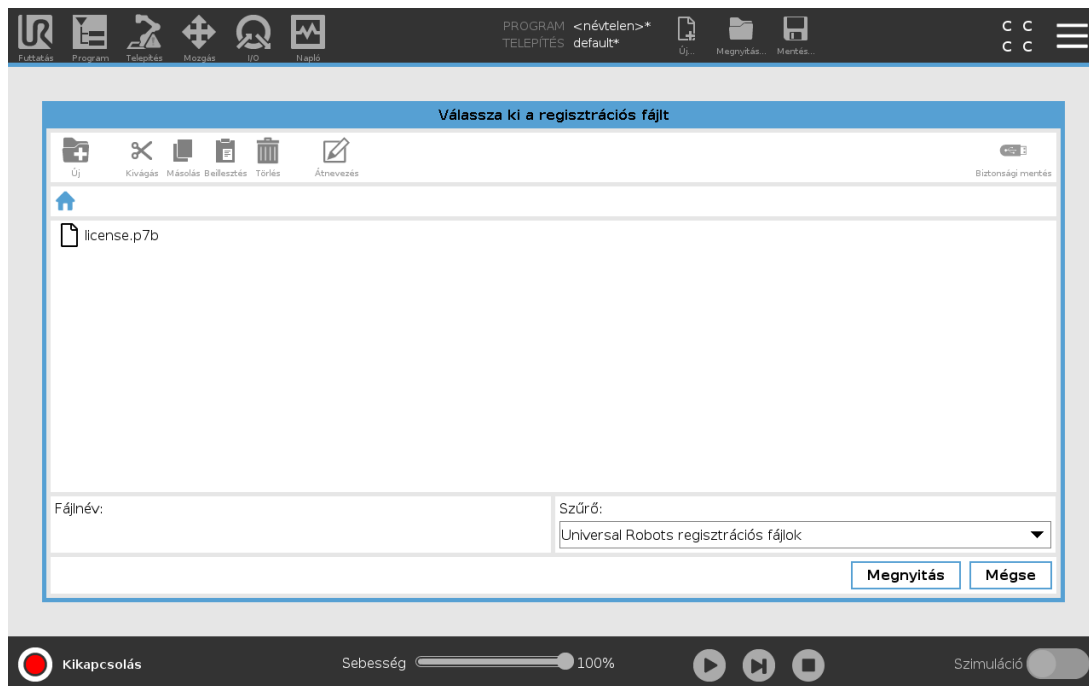 PROGRAM <névtelen>*
TELEPÍTÉS default*
C C
C C
Futtatás Program Telepítés Mozgás I/O Napló Új... Megnyitás... Mentés...
Válassza ki a regisztrációs fájlt
Új Kivágás Másolás Beillesztés Törlés Átnevezés Biztonsági mentés
license.p7b
Fájlnév: Szűrő:
Universal Robots regisztrációs fájlok
Megnyitás Mégse
Kikapcsolás Sebesség 100% Szimuláció